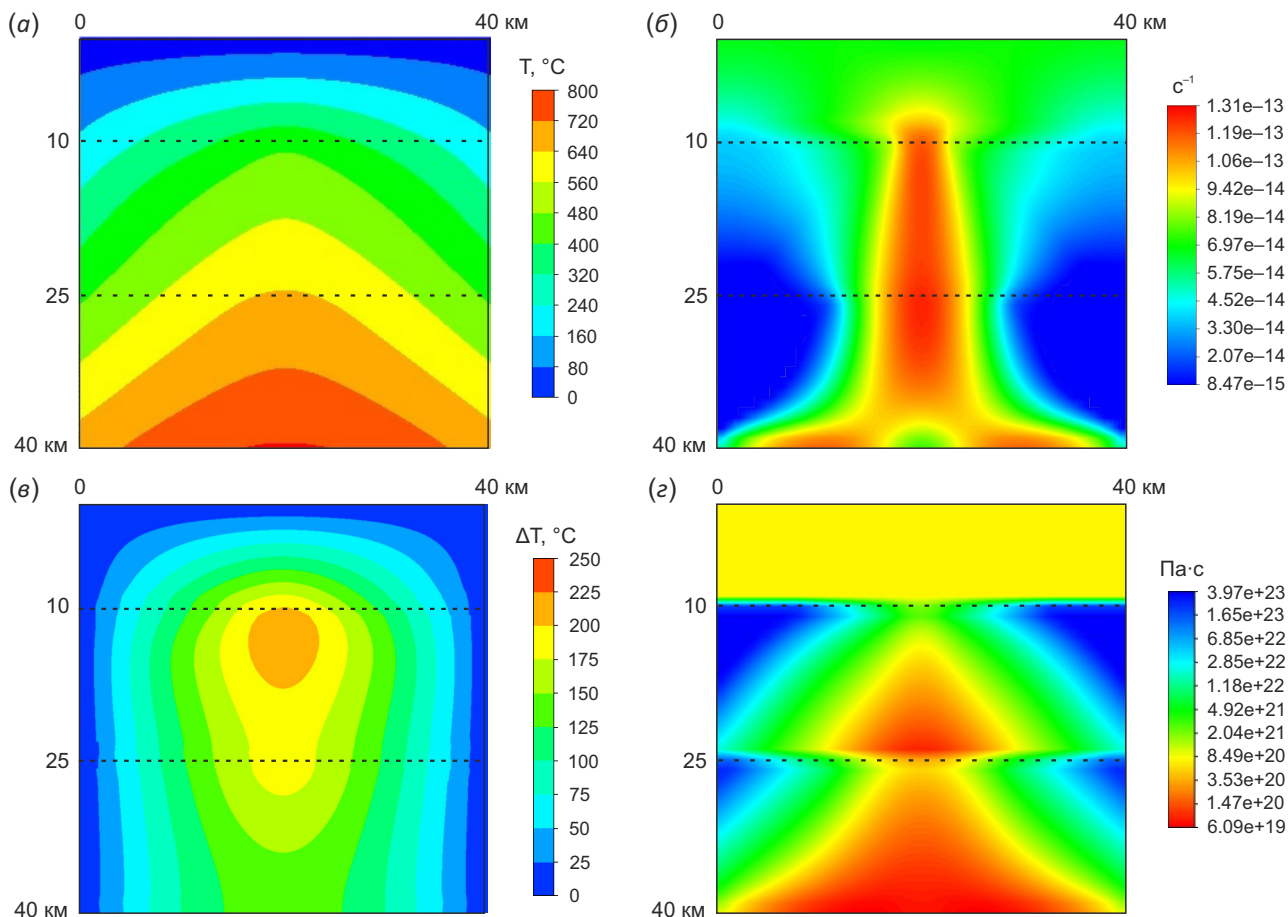 (а)
0
40 км
10
25
40 км
T, °C
800
720
640
560
480
400
320
240
160
80
0
(б)
0
40 км
10
25
40 км
с⁻¹
1.31e–13
1.19e–13
1.06e–13
9.42e–14
8.19e–14
6.97e–14
5.75e–14
4.52e–14
3.30e–14
2.07e–14
8.47e–15
(в)
0
40 км
10
25
40 км
ΔT, °C
250
225
200
175
150
125
100
75
50
25
0
(г)
0
40 км
10
25
40 км
Па·с
3.97e+23
1.65e+23
6.85e+22
2.85e+22
1.18e+22
4.92e+21
2.04e+21
8.49e+20
3.53e+20
1.47e+20
6.09e+19